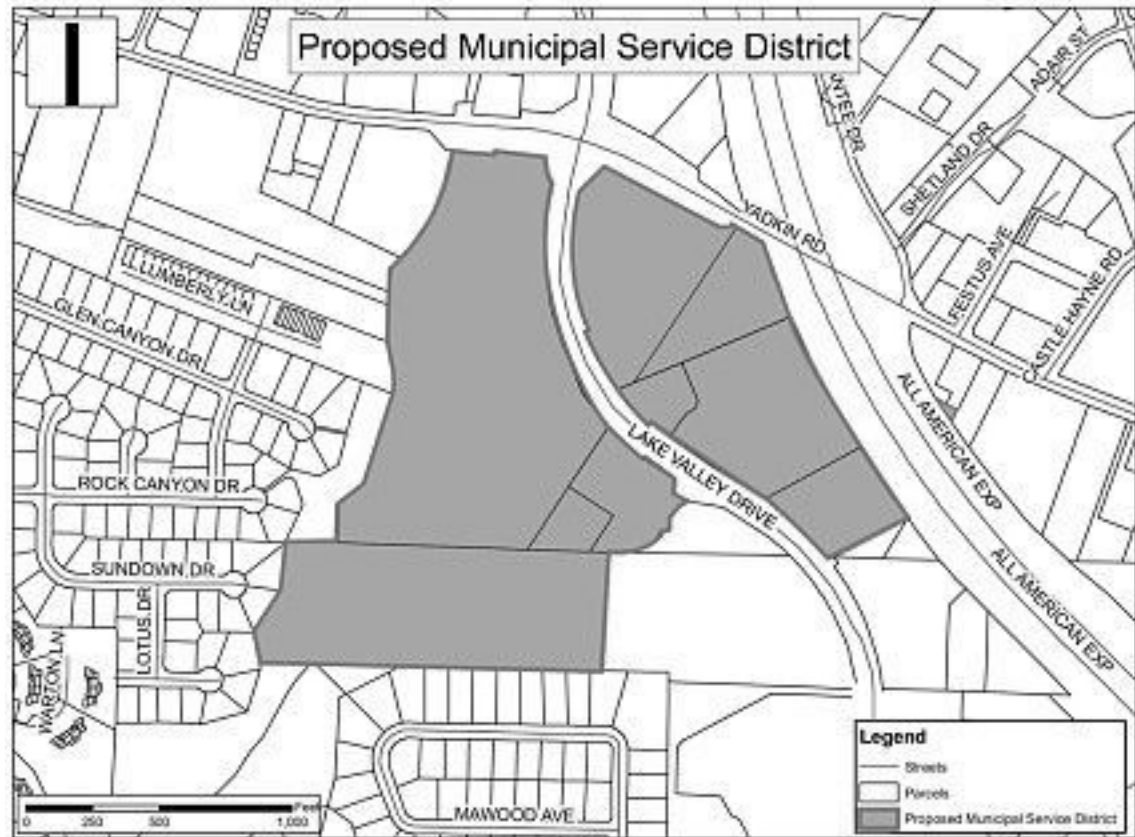 Proposed Municipal Service District
ADAIR ST
SHETLAND DR
YADKIN RD
FESTUS AVE
CASTLE HAYNE RD
LUMBERLY LN
GLEN CANYON DR
ALL AMERICAN EXP
LAKE VALLEY DRIVE
ROCK CANYON DR
SUNDOWN DR
ALL AMERICAN EXP
LOTUS DR
WARTON LN
MAWOOD AVE
Legend
Streets
Parcels
Proposed Municipal Service District
Feet
0 250 500 1,000